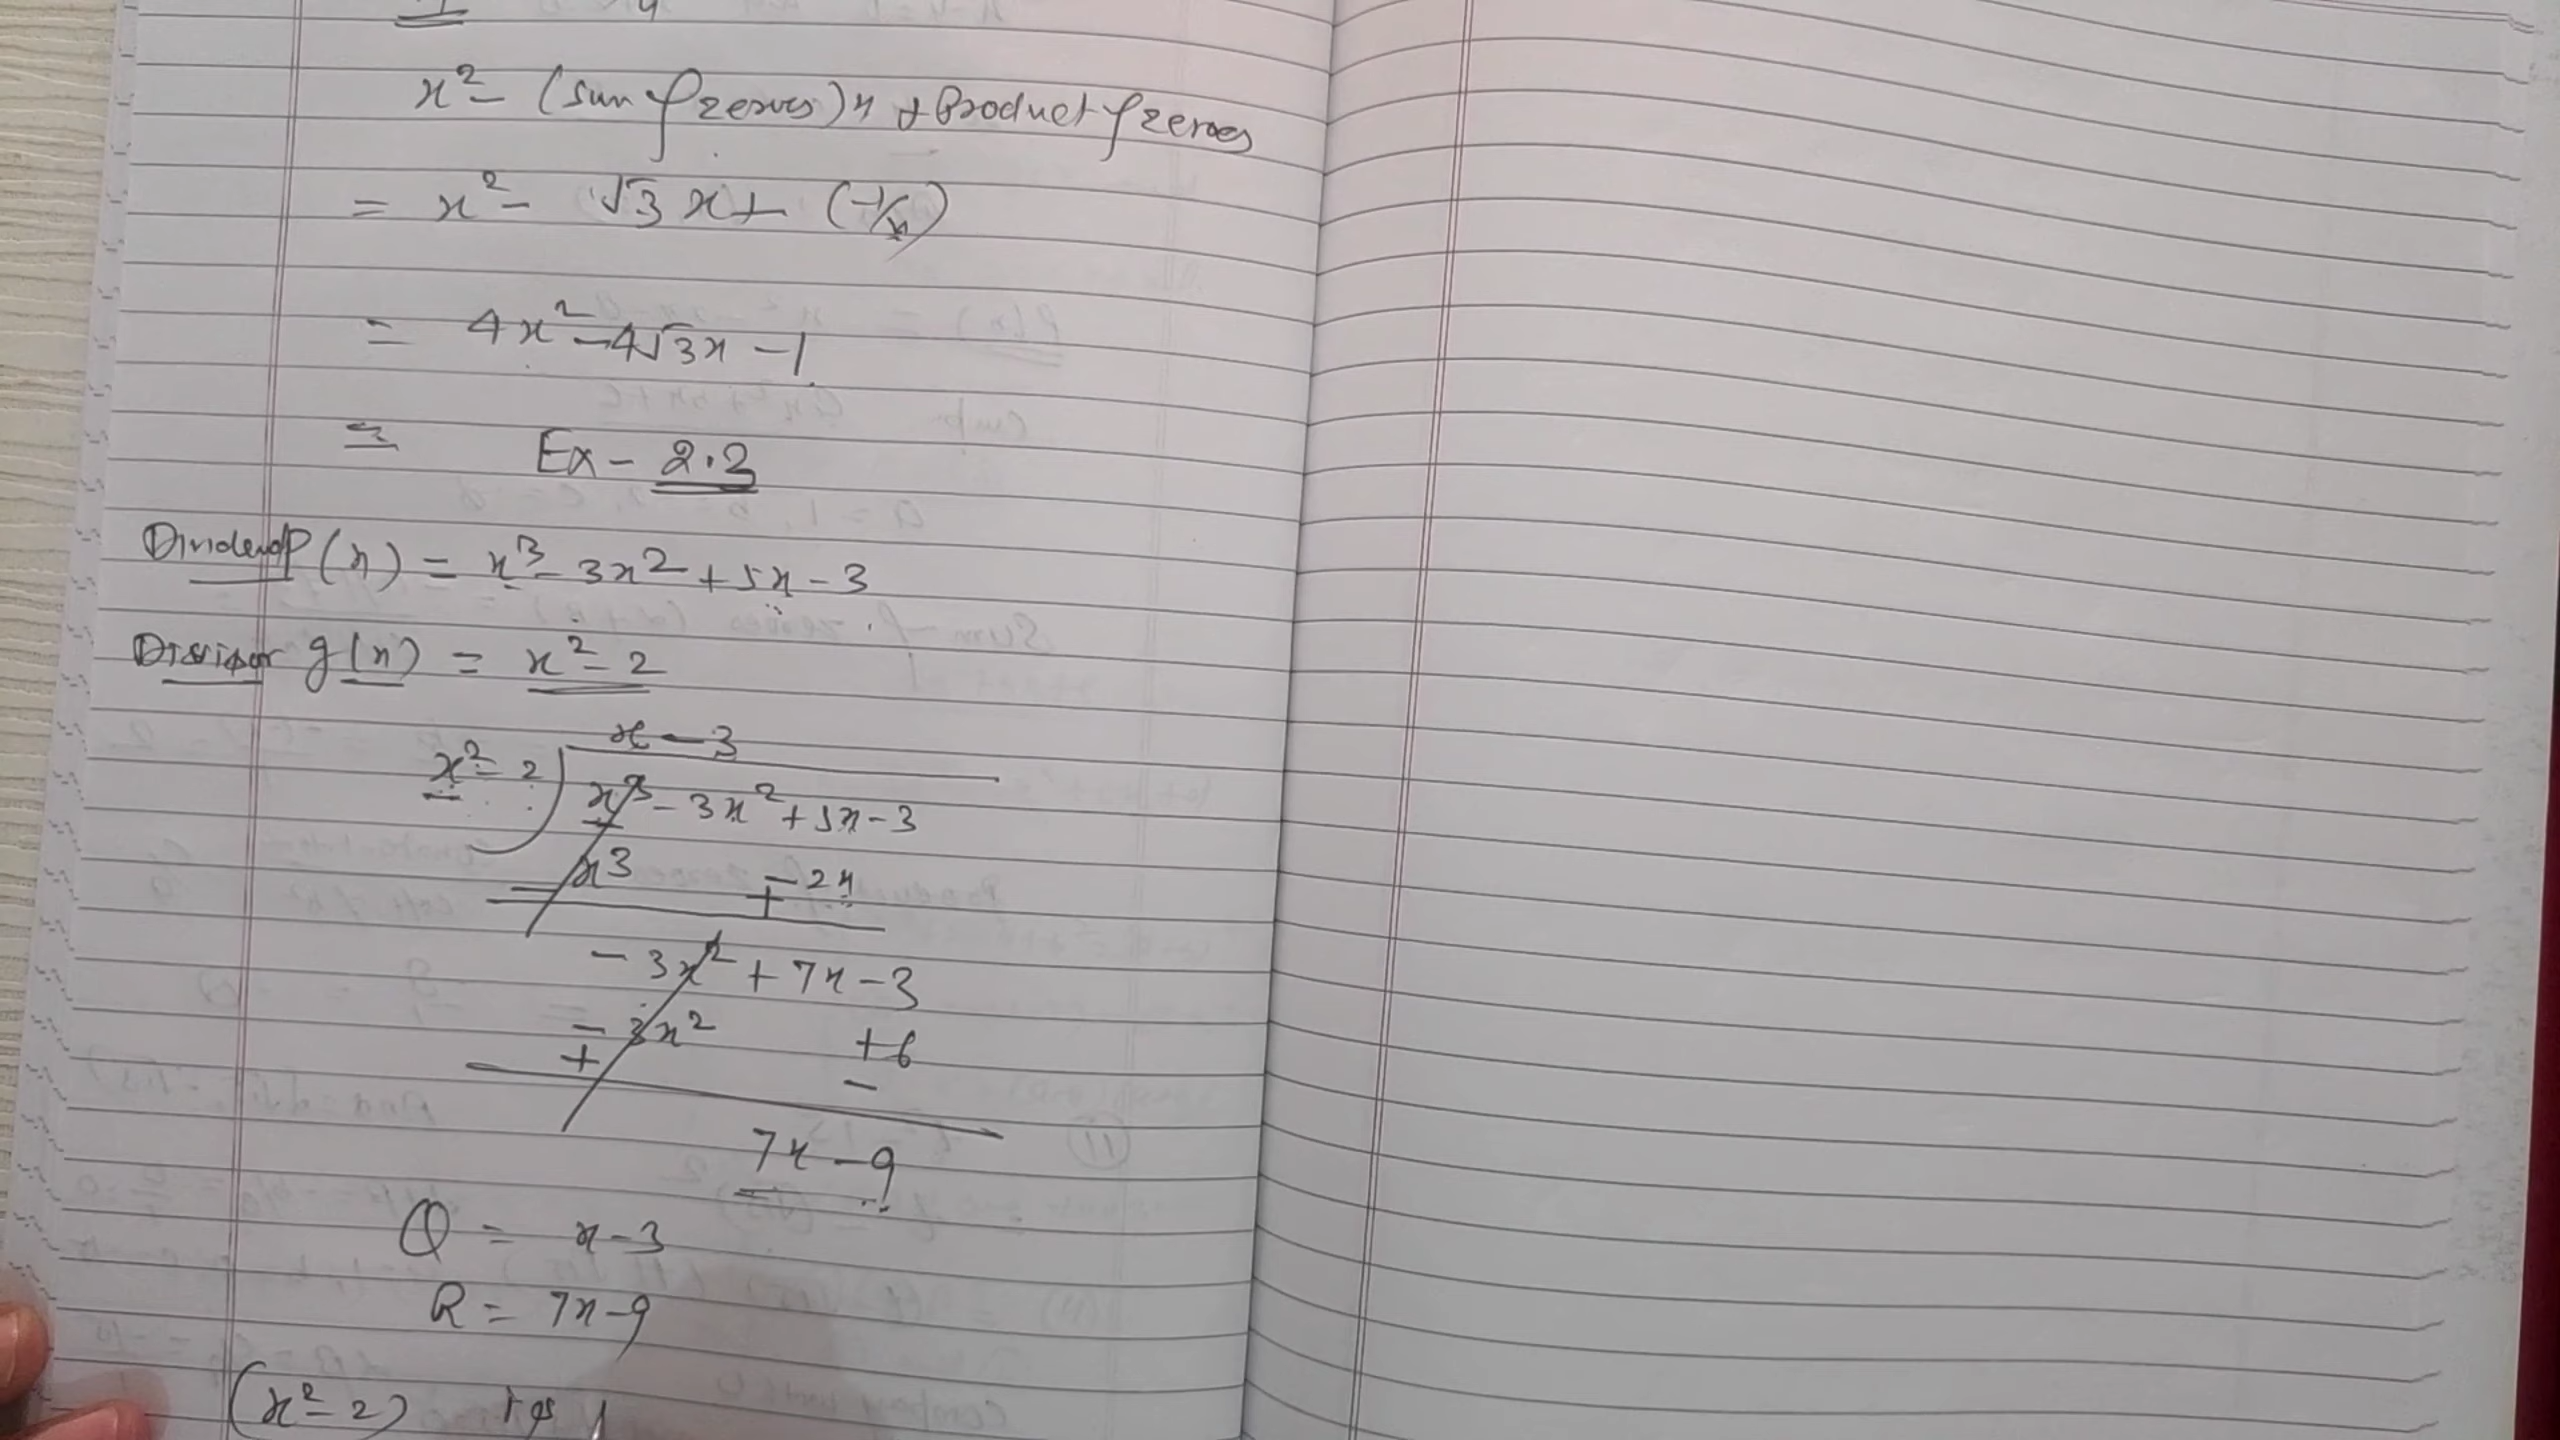 x² - (sum of zeroes)x + Product of zeroes
= x² - √3 x + (-1/4)
= 4x² - 4√3x - 1
= Ex - 2.3
Dividend P(x) = x³ - 3x² + 5x - 3
Divisor g(x) = x² - 2
x - 3
x² - 2 ) x³ - 3x² + 5x - 3
x³ - 2x
- +
- 3x² + 7x - 3
- 3x² + 6
+ -
7x - 9
Q = x - 3
R = 7x - 9
(x² - 2)